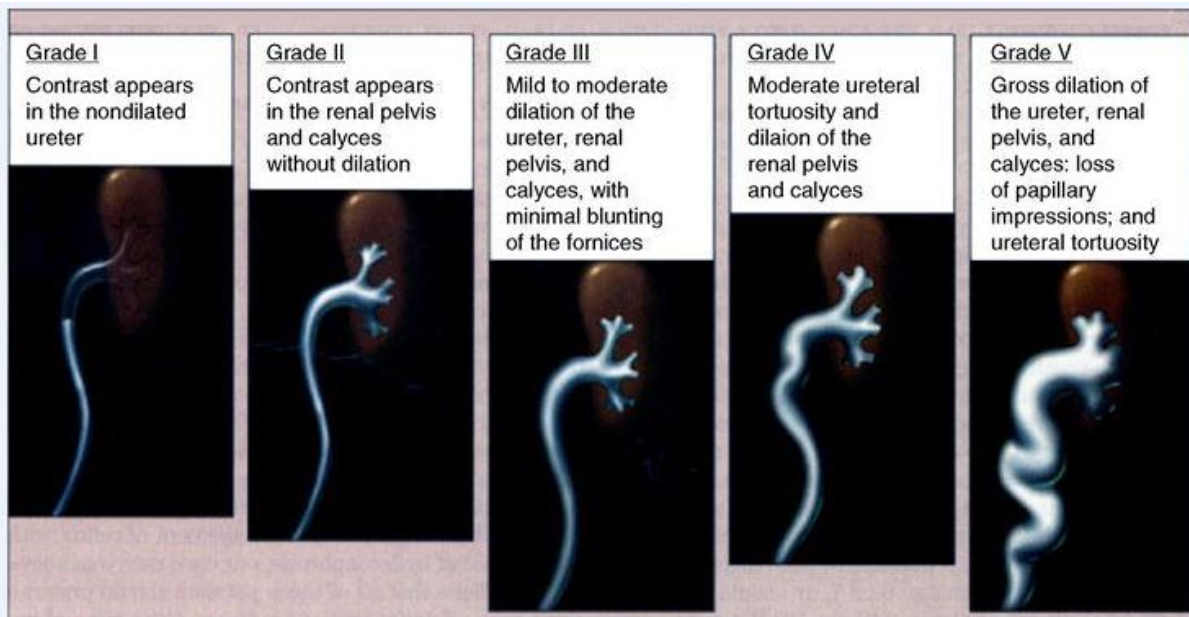 Grade I
Contrast appears
in the nondilated
ureter
Grade II
Contrast appears
in the renal pelvis
and calyces
without dilation
Grade III
Mild to moderate
dilation of the
ureter, renal
pelvis, and
calyces, with
minimal blunting
of the fornices
Grade IV
Moderate ureteral
tortuosity and
dilaion of the
renal pelvis
and calyces
Grade V
Gross dilation of
the ureter, renal
pelvis, and
calyces: loss
of papillary
impressions; and
ureteral tortuosity